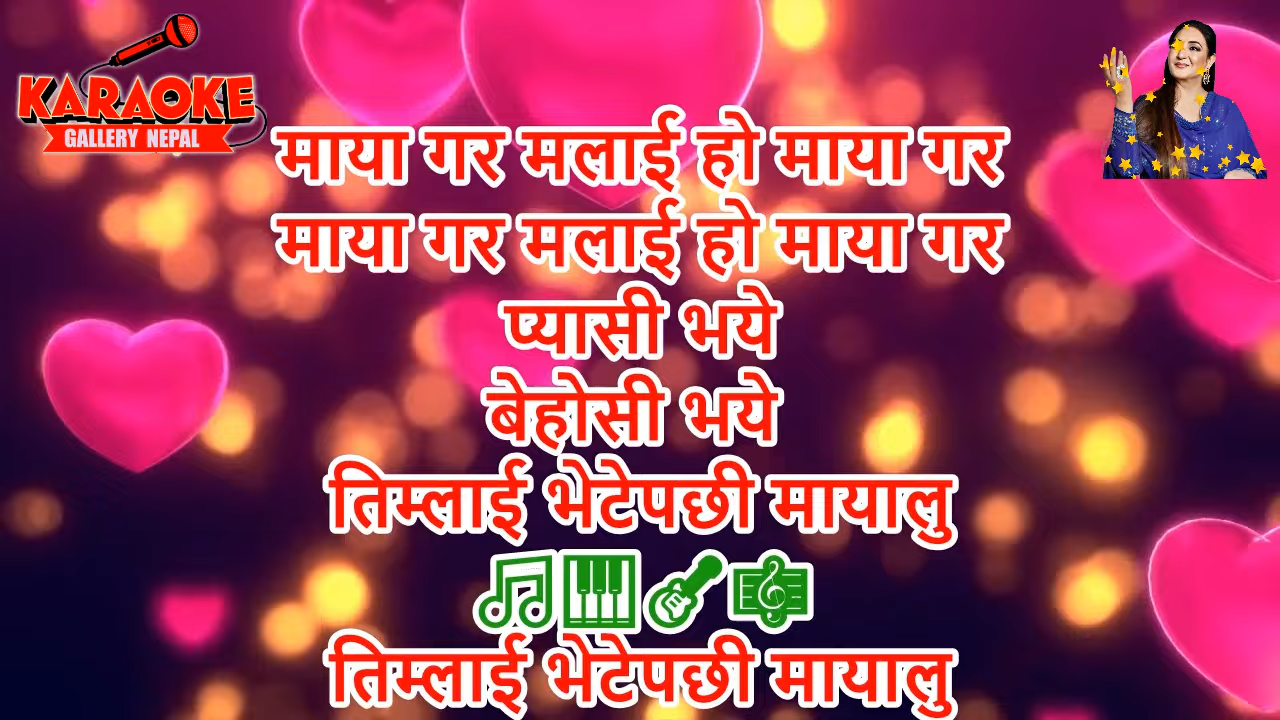 KARAOKE
GALLERY NEPAL
माया गर मलाई हो माया गर
माया गर मलाई हो माया गर
प्यासी भये
बेहोसी भये
तिम्लाई भेटेपछी मायालु
तिम्लाई भेटेपछी मायालु